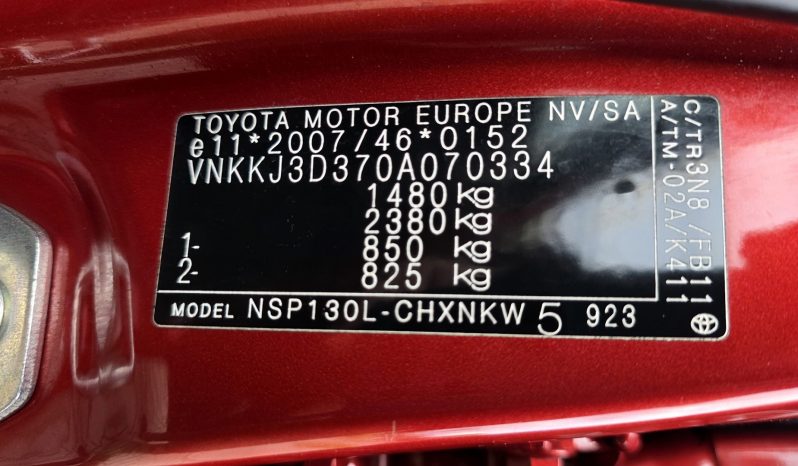 TOYOTA MOTOR EUROPE NV/SA
e11*2007/46*0152
VNKKJ3D370A070334
1480 Kg
2380 Kg
1- 850 Kg
2- 825 Kg
MODEL NSP130L-CHXNKW 5 923
C/TR3N8 /FB11
A/TM-02A/K411